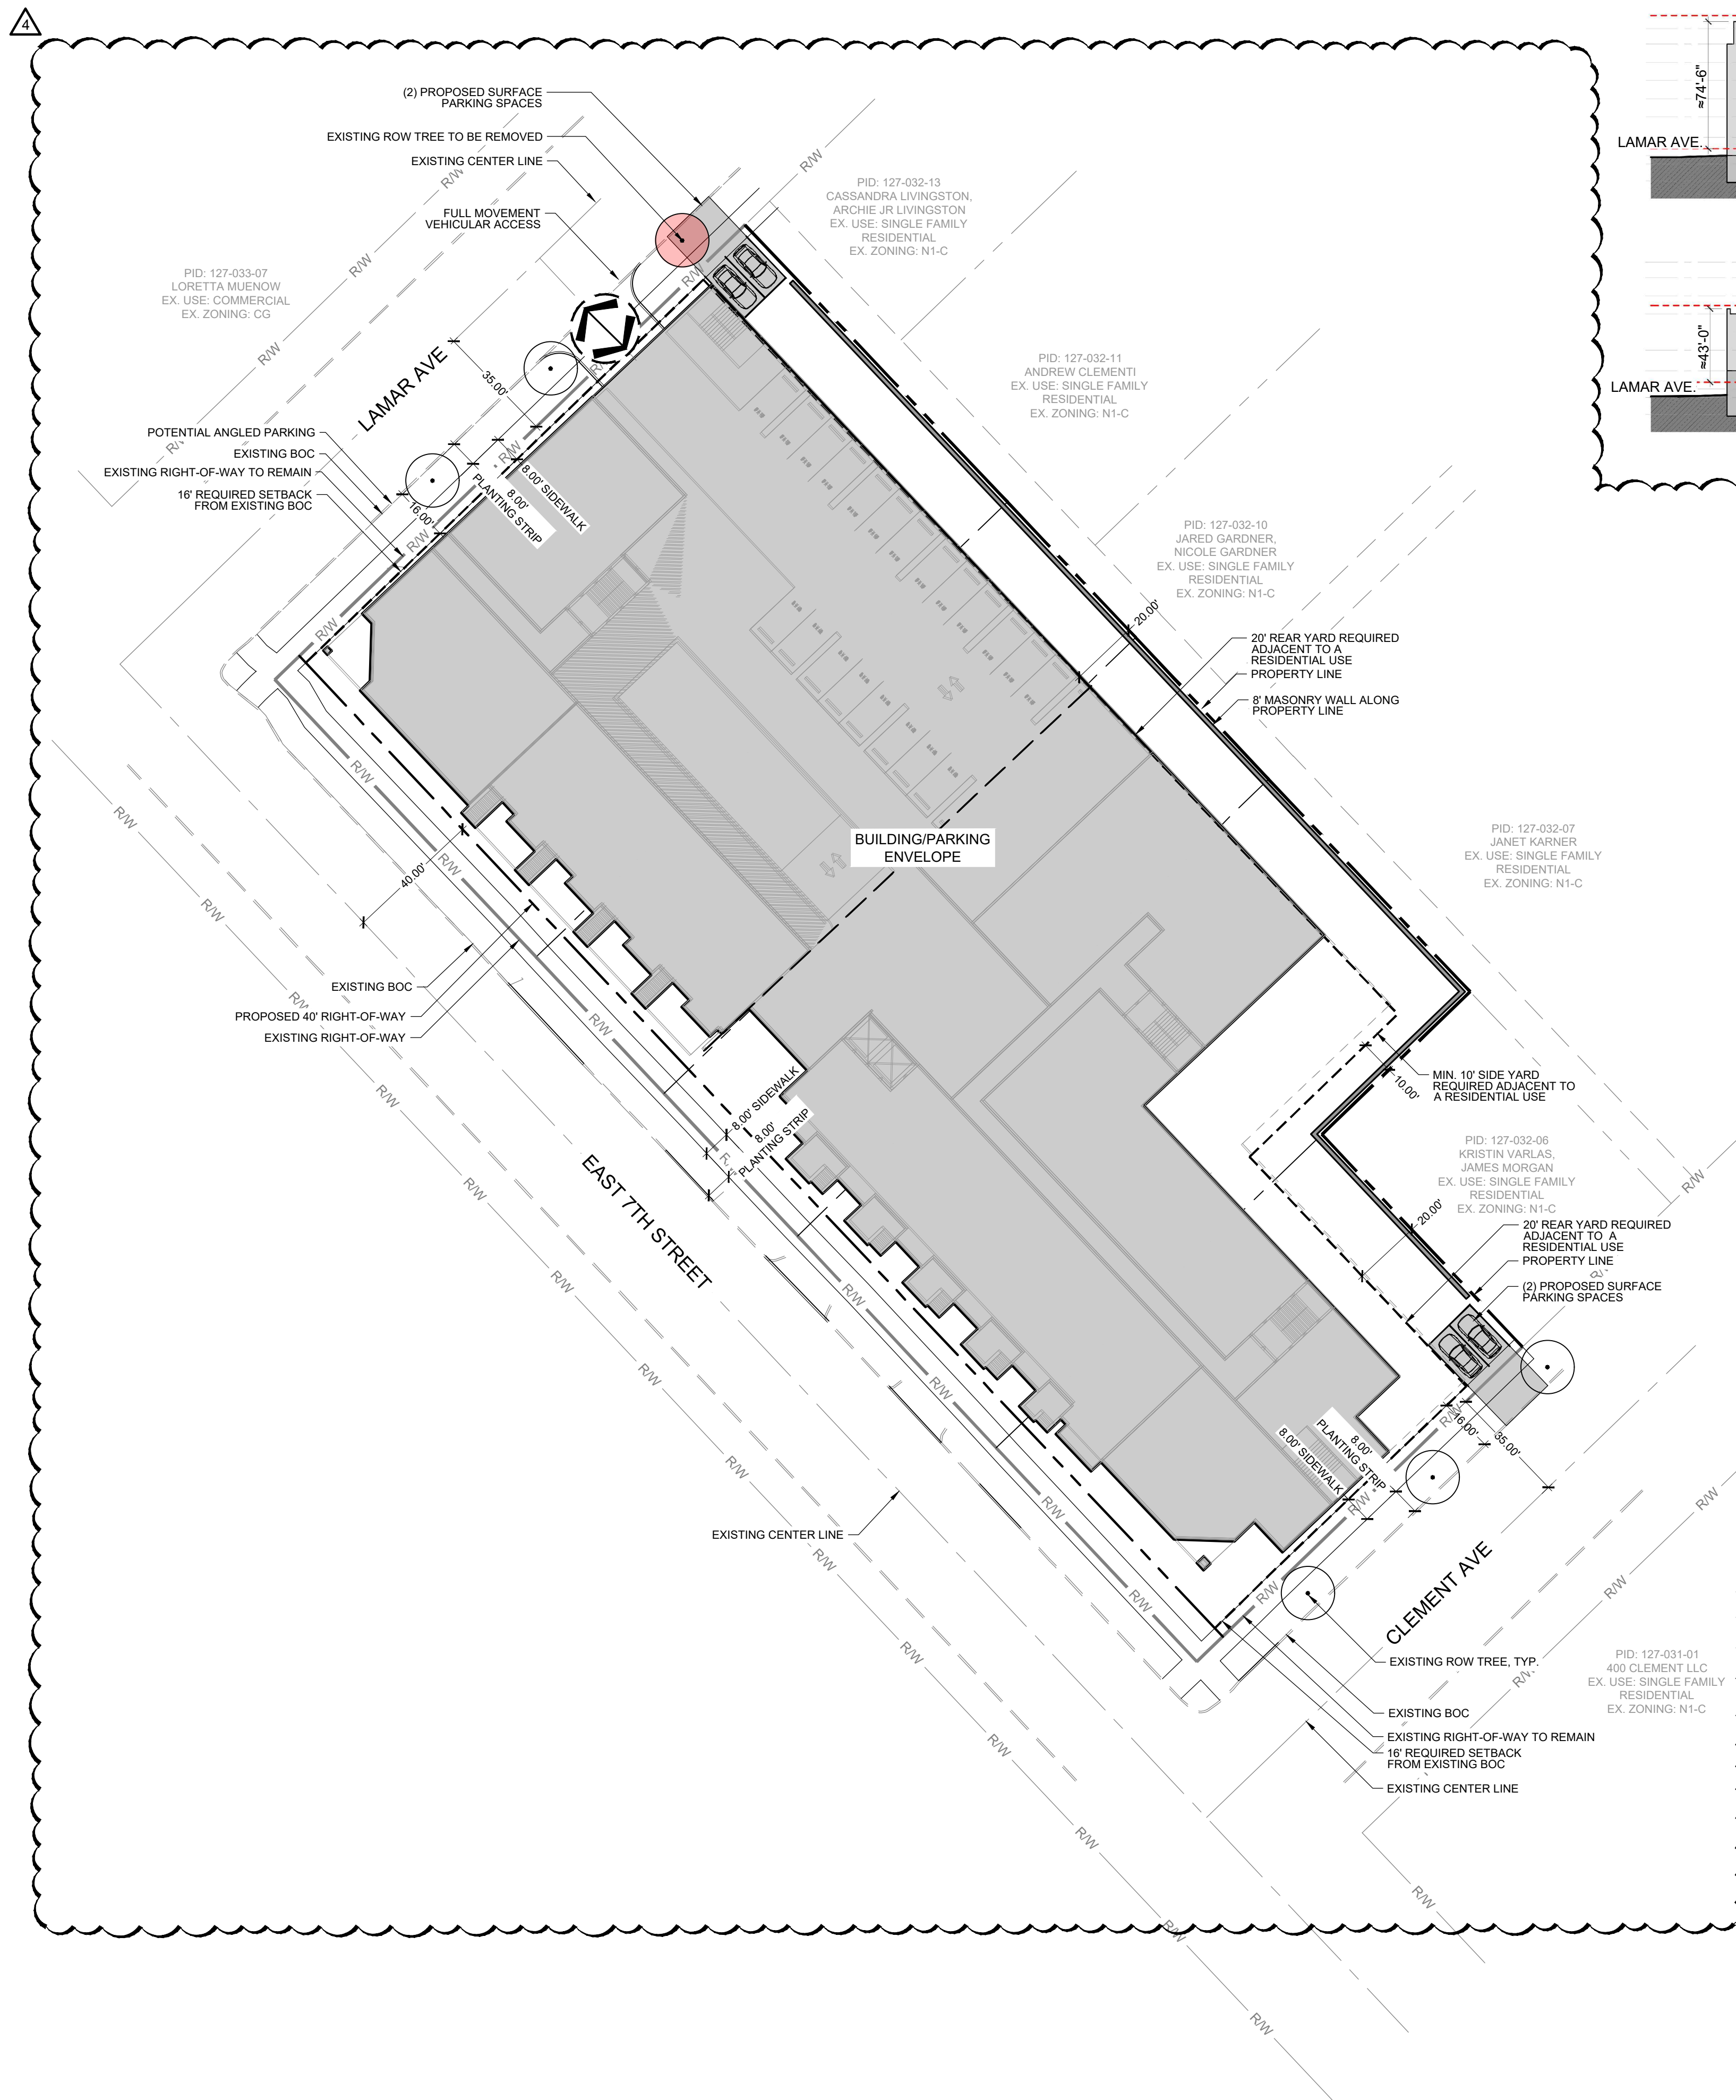 4
(2) PROPOSED SURFACE
PARKING SPACES
EXISTING ROW TREE TO BE REMOVED
EXISTING CENTER LINE
FULL MOVEMENT
VEHICULAR ACCESS
R/W
R/W
R/W
R/W
R/W
PID: 127-032-13
CASSANDRA LIVINGSTON,
ARCHIE JR LIVINGSTON
EX. USE: SINGLE FAMILY
RESIDENTIAL
EX. ZONING: N1-C
PID: 127-033-07
LORETTA MUENOW
EX. USE: COMMERCIAL
EX. ZONING: CG
≈74'-6"
LAMAR AVE.
≈43'-0"
LAMAR AVE.
LAMAR AVE
35.00'
PID: 127-032-11
ANDREW CLEMENTI
EX. USE: SINGLE FAMILY
RESIDENTIAL
EX. ZONING: N1-C
POTENTIAL ANGLED PARKING
EXISTING BOC
EXISTING RIGHT-OF-WAY TO REMAIN
16' REQUIRED SETBACK
FROM EXISTING BOC
16.00'
8.00' SIDEWALK
8.00'
PLANTING STRIP
R/W
R/W
R/W
PID: 127-032-10
JARED GARDNER,
NICOLE GARDNER
EX. USE: SINGLE FAMILY
RESIDENTIAL
EX. ZONING: N1-C
20.00'
20' REAR YARD REQUIRED
ADJACENT TO A
RESIDENTIAL USE
PROPERTY LINE
8' MASONRY WALL ALONG
PROPERTY LINE
BUILDING/PARKING
ENVELOPE
PID: 127-032-07
JANET KARNER
EX. USE: SINGLE FAMILY
RESIDENTIAL
EX. ZONING: N1-C
R/W
R/W
R/W
R/W
40.00'
EXISTING BOC
PROPOSED 40' RIGHT-OF-WAY
EXISTING RIGHT-OF-WAY
R/W
R/W
R/W
8.00' SIDEWALK
8.00'
PLANTING STRIP
EAST 7TH STREET
MIN. 10' SIDE YARD
REQUIRED ADJACENT TO
A RESIDENTIAL USE
10.00'
PID: 127-032-06
KRISTIN VARLAS,
JAMES MORGAN
EX. USE: SINGLE FAMILY
RESIDENTIAL
EX. ZONING: N1-C
R/W
20.00'
20' REAR YARD REQUIRED
ADJACENT TO A
RESIDENTIAL USE
PROPERTY LINE
(2) PROPOSED SURFACE
PARKING SPACES
R/W
R/W
R/W
R/W
R/W
R/W
R/W
16.00'
35.00'
8.00'
PLANTING STRIP
8.00' SIDEWALK
R/W
R/W
R/W
EXISTING CENTER LINE
R/W
R/W
R/W
R/W
CLEMENT AVE
R/W
EXISTING ROW TREE, TYP.
R/W
PID: 127-031-01
400 CLEMENT LLC
EX. USE: SINGLE FAMILY
RESIDENTIAL
EX. ZONING: N1-C
EXISTING BOC
EXISTING RIGHT-OF-WAY TO REMAIN
16' REQUIRED SETBACK
FROM EXISTING BOC
EXISTING CENTER LINE
R/W
R/W
R/W
R/W
R/W
R/W